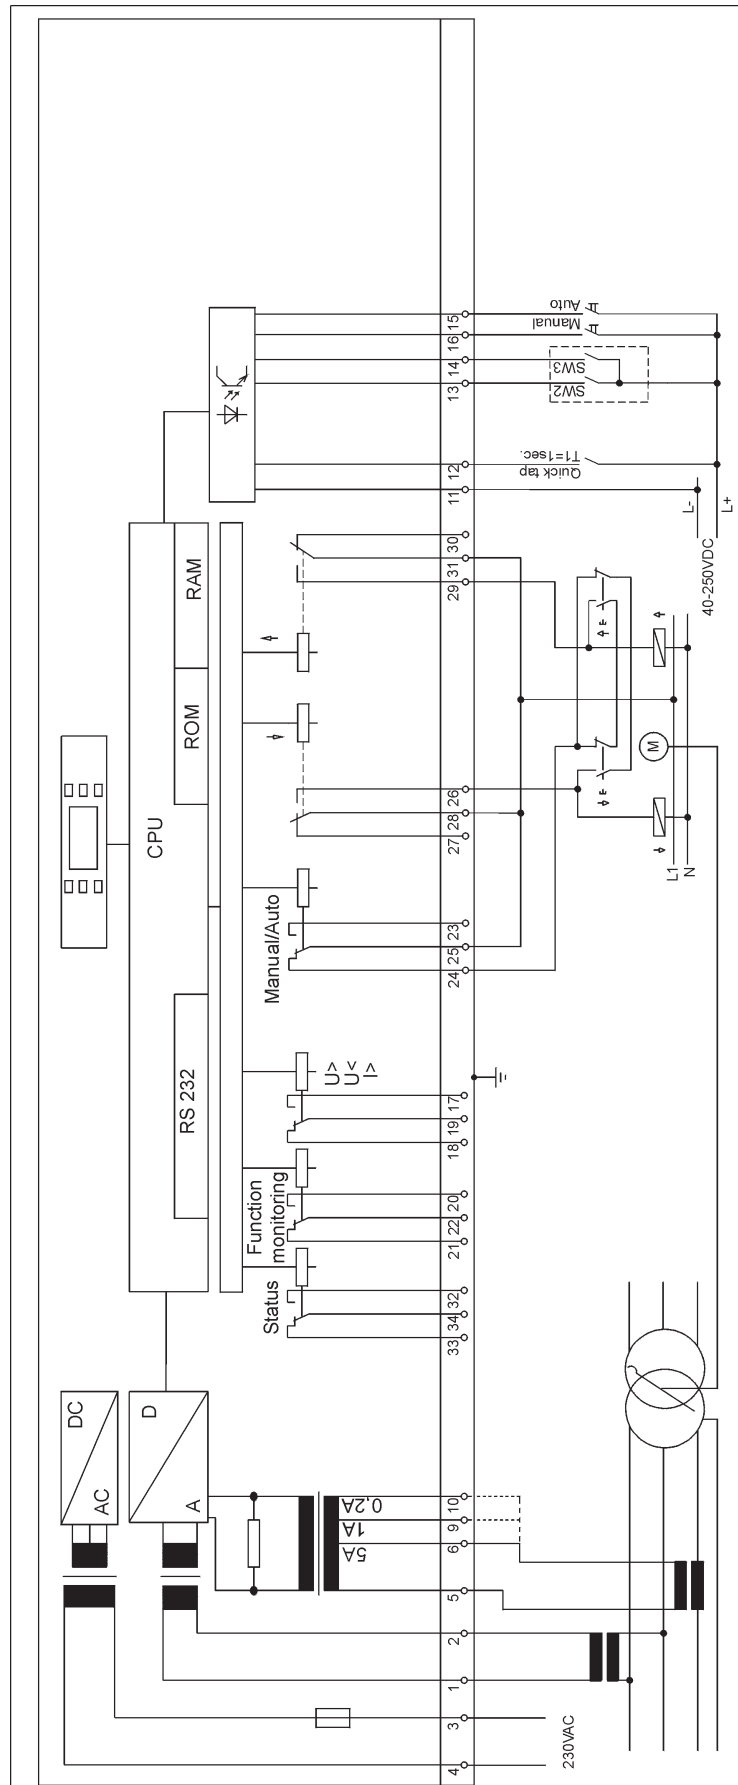 Auto
Manual
SW3
SW2
T1=1sec.
Quick tap
15
16
14
13
12
11
L-
L+
40-250VDC
RAM
ROM
CPU
RS 232
30
31
29
26
28
27
M
L1
N
Manual/Auto
23
25
24
U>
U<
I>
17
19
18
Function
monitoring
20
22
21
Status
32
34
33
DC
AC
D
A
0,2A
1A
5A
10
9
6
5
2
1
3
4
230VAC